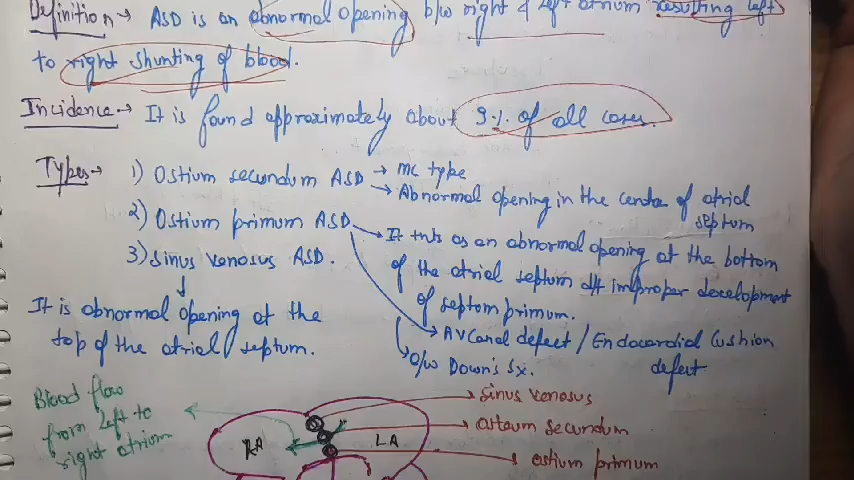 Definition → ASD is an abnormal opening b/w right & left atrium resulting left
to right shunting of blood.
Incidence → It is found approximately about 9% of all cases.
Types → 1) Ostium secundum ASD → MC type
→ Abnormal opening in the center of atrial
septum
2) Ostium primum ASD
→ It as an abnormal opening at the bottom
of the atrial septum d/t improper development
of septum primum.
3) Sinus venosus ASD.
→ AV Canal defect / Endocardial Cushion
defect
Down's Sx.
It is abnormal opening at the
top of the atrial septum.
Blood flow
from left to
right atrium
RA
LA
→ sinus venosus
→ osteum secundum
→ ostium primum